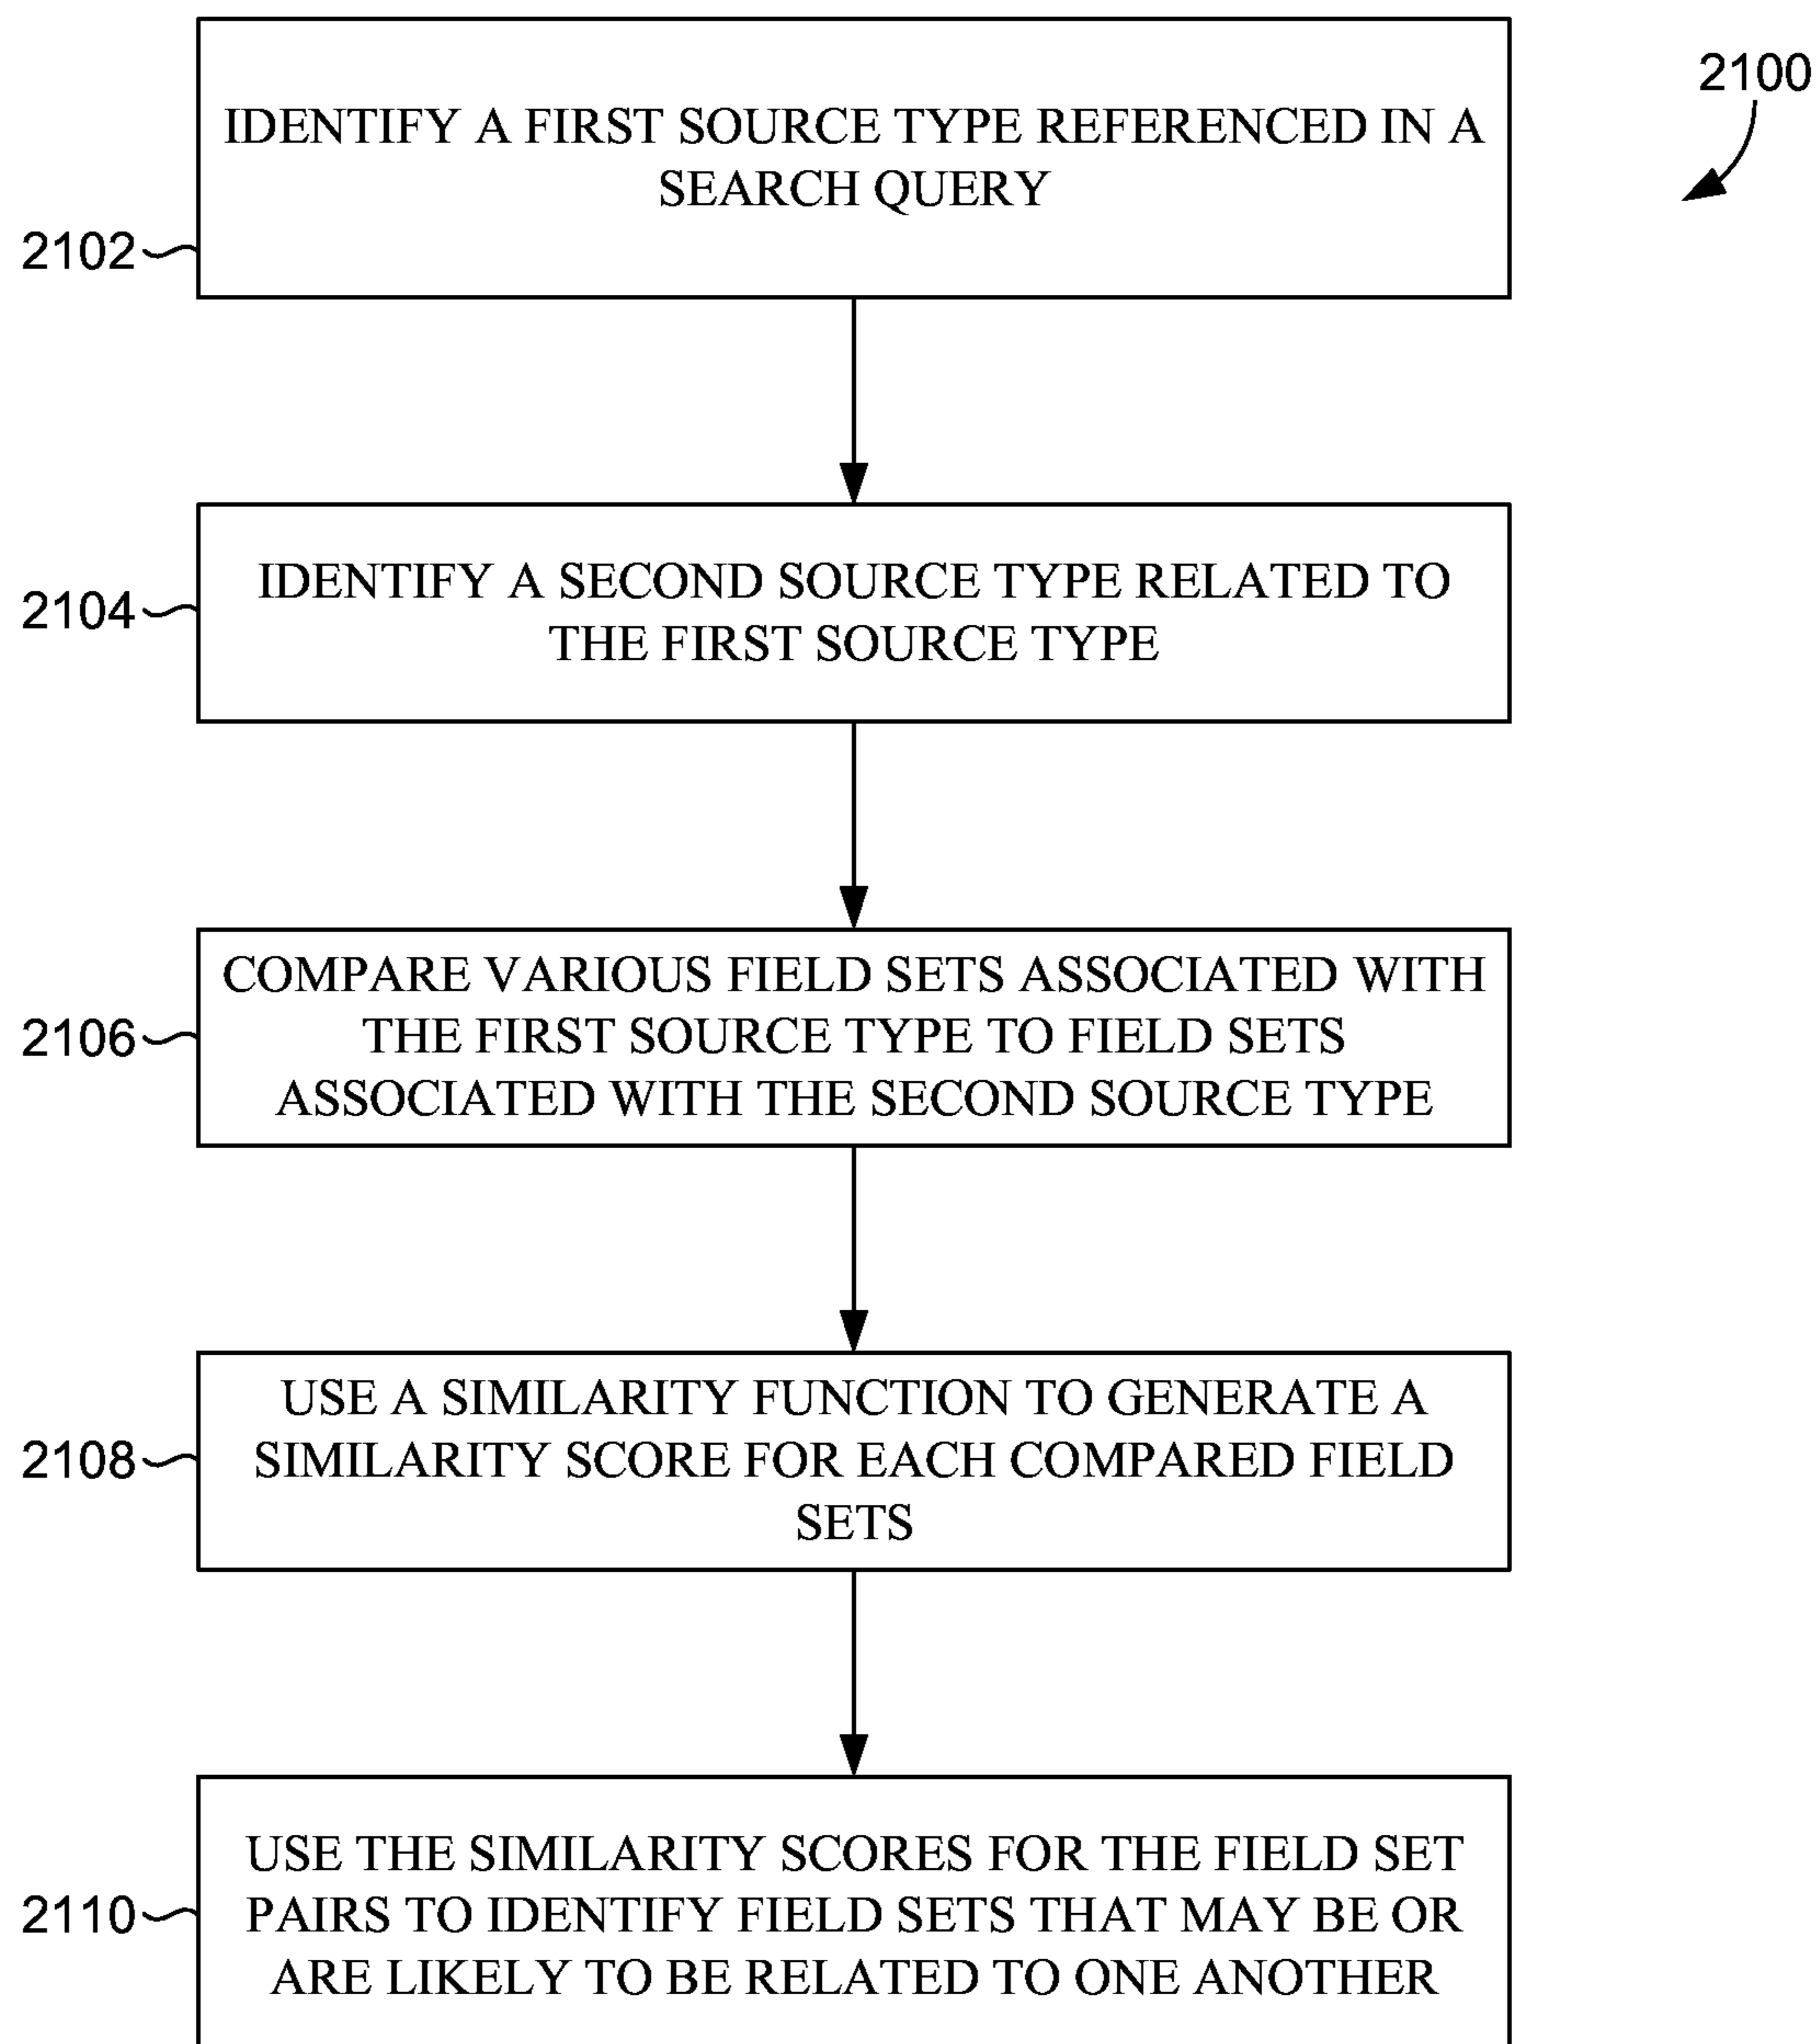 2100
IDENTIFY A FIRST SOURCE TYPE REFERENCED IN A
SEARCH QUERY
2102
IDENTIFY A SECOND SOURCE TYPE RELATED TO
THE FIRST SOURCE TYPE
2104
COMPARE VARIOUS FIELD SETS ASSOCIATED WITH
THE FIRST SOURCE TYPE TO FIELD SETS
ASSOCIATED WITH THE SECOND SOURCE TYPE
2106
USE A SIMILARITY FUNCTION TO GENERATE A
SIMILARITY SCORE FOR EACH COMPARED FIELD
SETS
2108
USE THE SIMILARITY SCORES FOR THE FIELD SET
PAIRS TO IDENTIFY FIELD SETS THAT MAY BE OR
ARE LIKELY TO BE RELATED TO ONE ANOTHER
2110